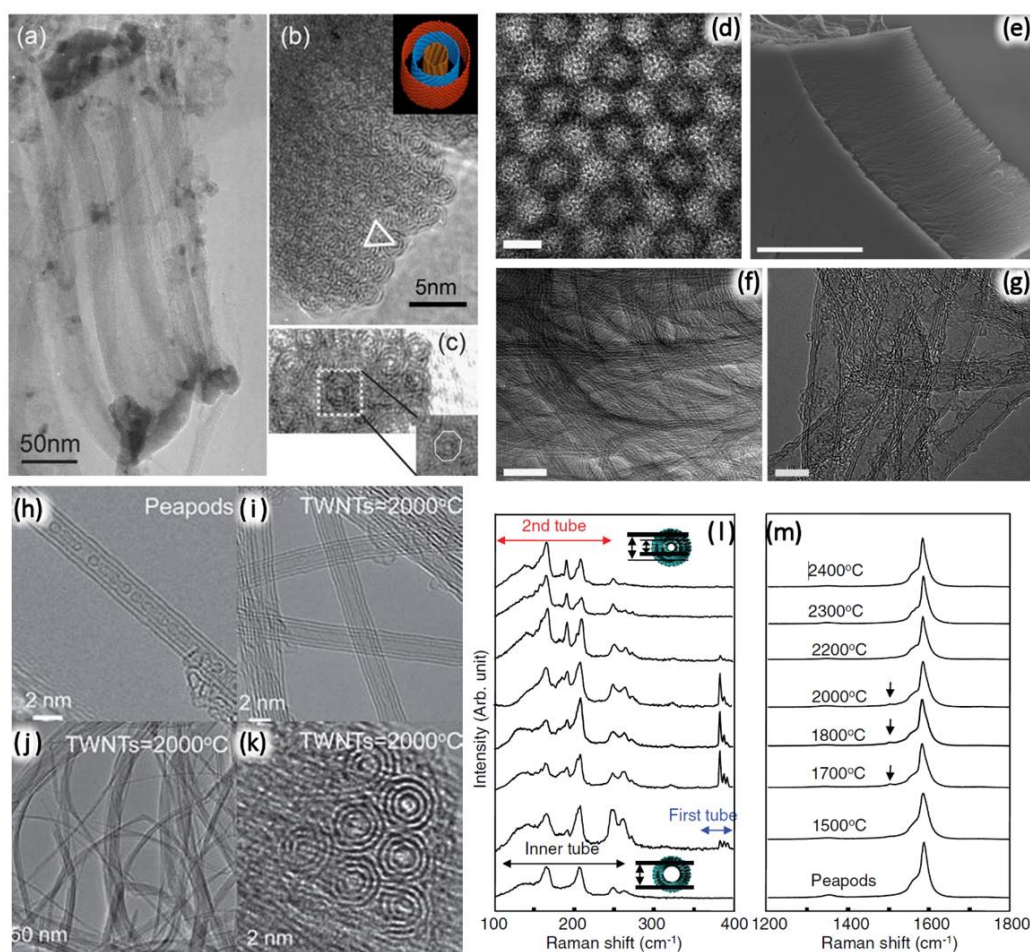 (a)
50nm
(b)
5nm
(c)
(d)
(e)
(f)
(g)
(h)
Peapods
2 nm
(i)
TWNTs=2000°C
2 nm
(j)
TWNTs=2000°C
50 nm
(k)
TWNTs=2000°C
2 nm
(l)
2nd tube
First tube
Inner tube
Intensity (Arb. unit)
100
200
300
400
Raman shift (cm-1)
(m)
2400°C
2300°C
2200°C
2000°C
1800°C
1700°C
1500°C
Peapods
1200
1400
1600
1800
Raman shift (cm-1)